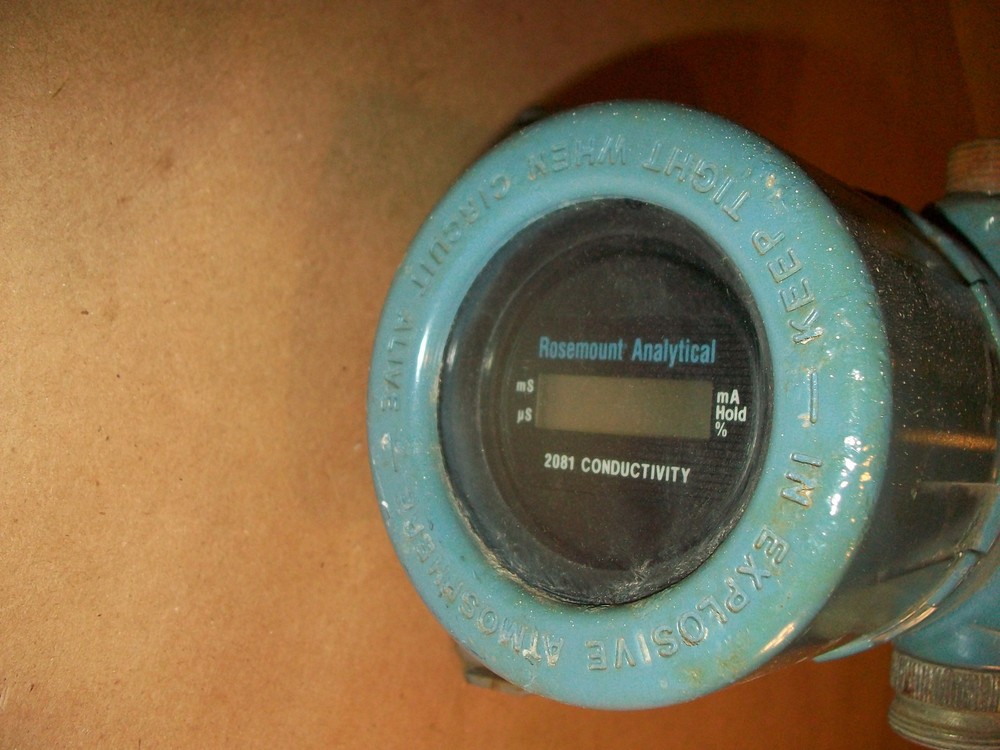 Rosemount Analytical
mS
µS
mA
Hold
%
2081 CONDUCTIVITY
— IN EXPLOSIVE ATMOSPHERES —
KEEP TIGHT WHEN CIRCUIT ALIVE